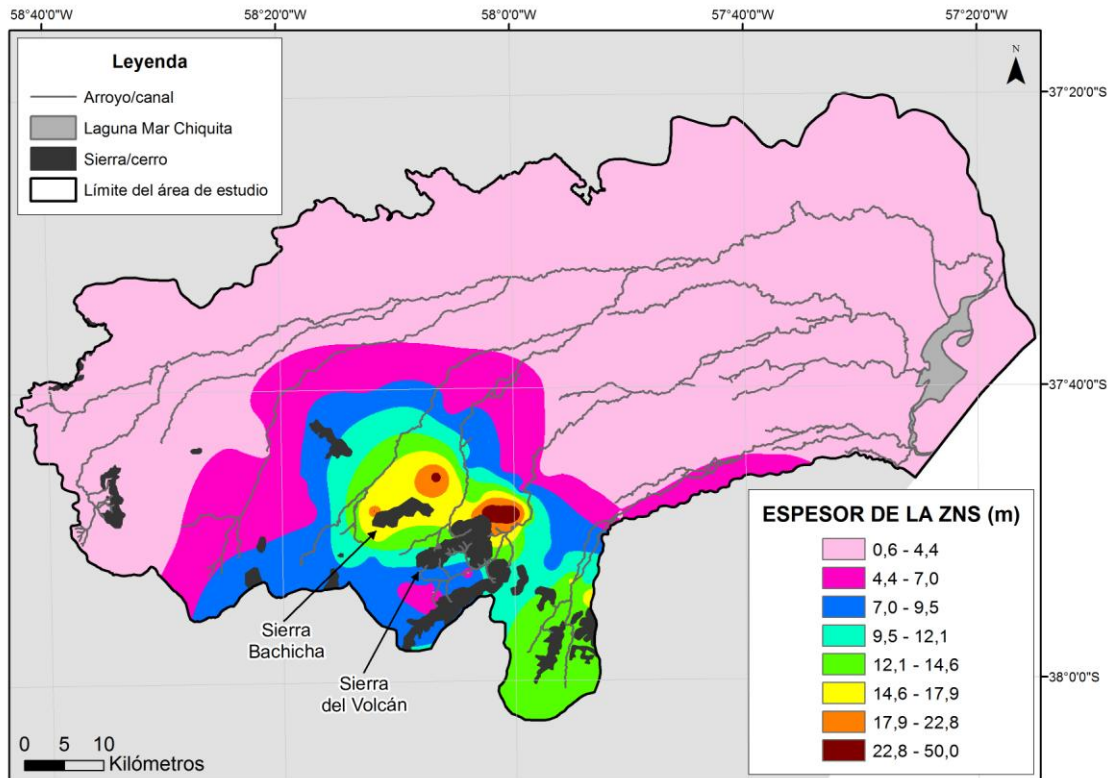 58°40'0"W
58°20'0"W
58°0'0"W
57°40'0"W
57°20'0"W
Leyenda
Arroyo/canal
Laguna Mar Chiquita
Sierra/cerro
Límite del área de estudio
N
37°20'0"S
37°40'0"S
38°0'0"S
Sierra
Bachicha
Sierra
del Volcán
ESPESOR DE LA ZNS (m)
0,6 - 4,4
4,4 - 7,0
7,0 - 9,5
9,5 - 12,1
12,1 - 14,6
14,6 - 17,9
17,9 - 22,8
22,8 - 50,0
0 5 10
Kilómetros